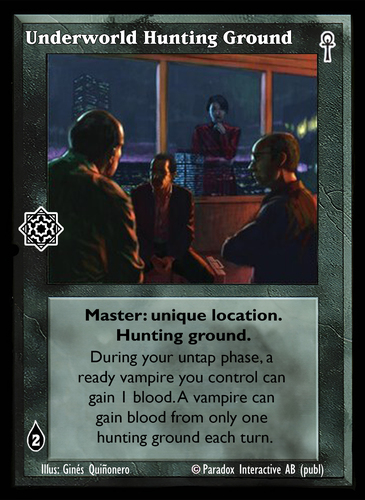 Underworld Hunting Ground
Master: unique location.
Hunting ground.
During your untap phase, a
ready vampire you control can
gain 1 blood. A vampire can
gain blood from only one
hunting ground each turn.
2
Illus: Ginés Quiñonero
© Paradox Interactive AB (publ)